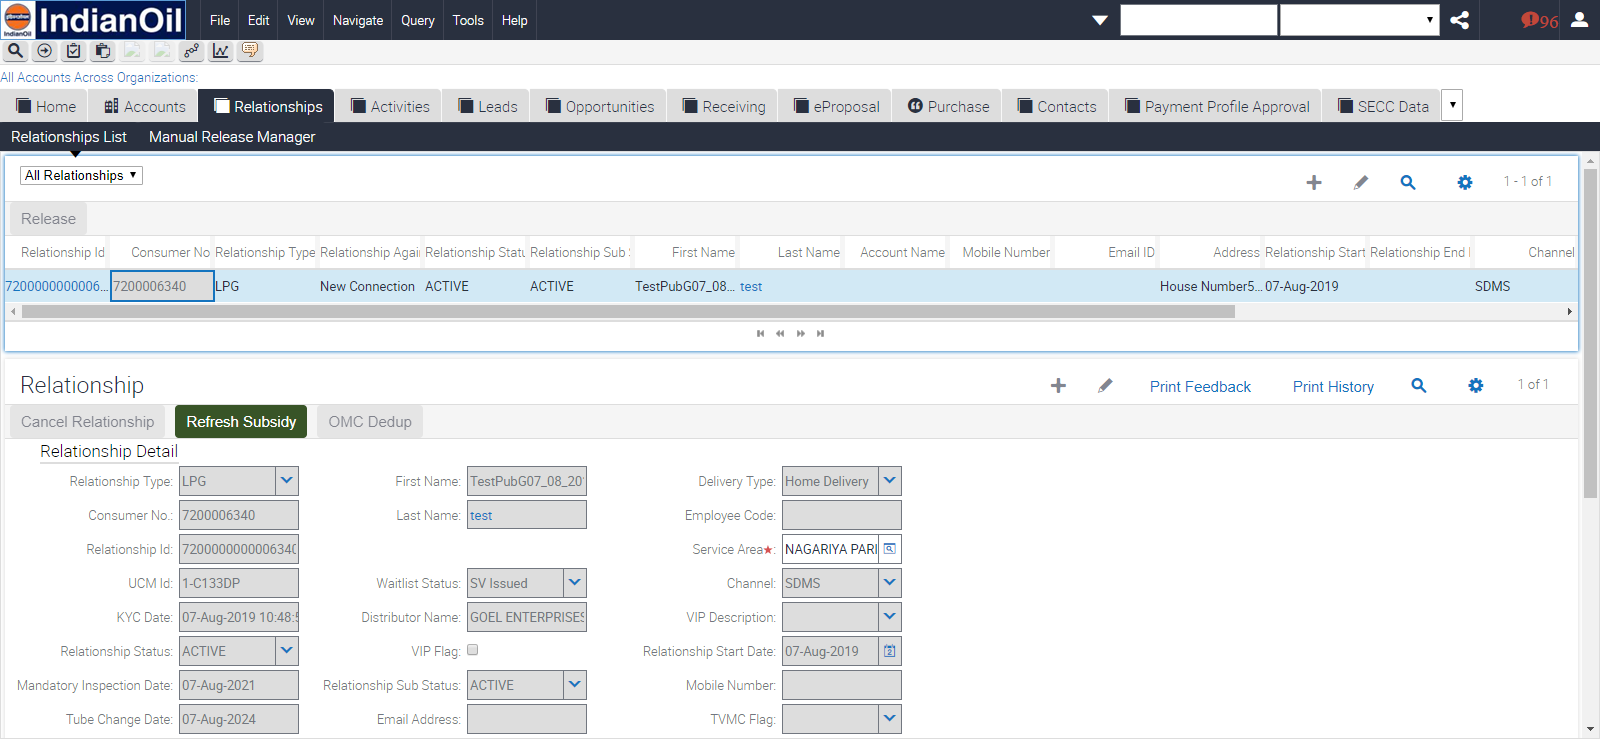 IndianOil IndianOil File Edit View Navigate Query Tools Help 96
All Accounts Across Organizations:
Home Accounts Relationships Activities Leads Opportunities Receiving eProposal Purchase Contacts Payment Profile Approval SECC Data
Relationships List Manual Release Manager
All Relationships 1 - 1 of 1
Release
Relationship Id Consumer No Relationship Type Relationship Agai Relationship Statu Relationship Sub S First Name Last Name Account Name Mobile Number Email ID Address Relationship Start Relationship End Channel
7200000000006... 7200006340 LPG New Connection ACTIVE ACTIVE TestPubG07_08... test House Number5... 07-Aug-2019 SDMS
Relationship Print Feedback Print History 1 of 1
Cancel Relationship Refresh Subsidy OMC Dedup
Relationship Detail
Relationship Type: LPG First Name: TestPubG07_08_20 Delivery Type: Home Delivery
Consumer No.: 7200006340 Last Name: test Employee Code:
Relationship Id: 7200000000006340 Service Area★: NAGARIYA PARI
UCM Id: 1-C133DP Waitlist Status: SV Issued Channel: SDMS
KYC Date: 07-Aug-2019 10:48:5 Distributor Name: GOEL ENTERPRISES VIP Description:
Relationship Status: ACTIVE VIP Flag: Relationship Start Date: 07-Aug-2019
Mandatory Inspection Date: 07-Aug-2021 Relationship Sub Status: ACTIVE Mobile Number:
Tube Change Date: 07-Aug-2024 Email Address: TVMC Flag: